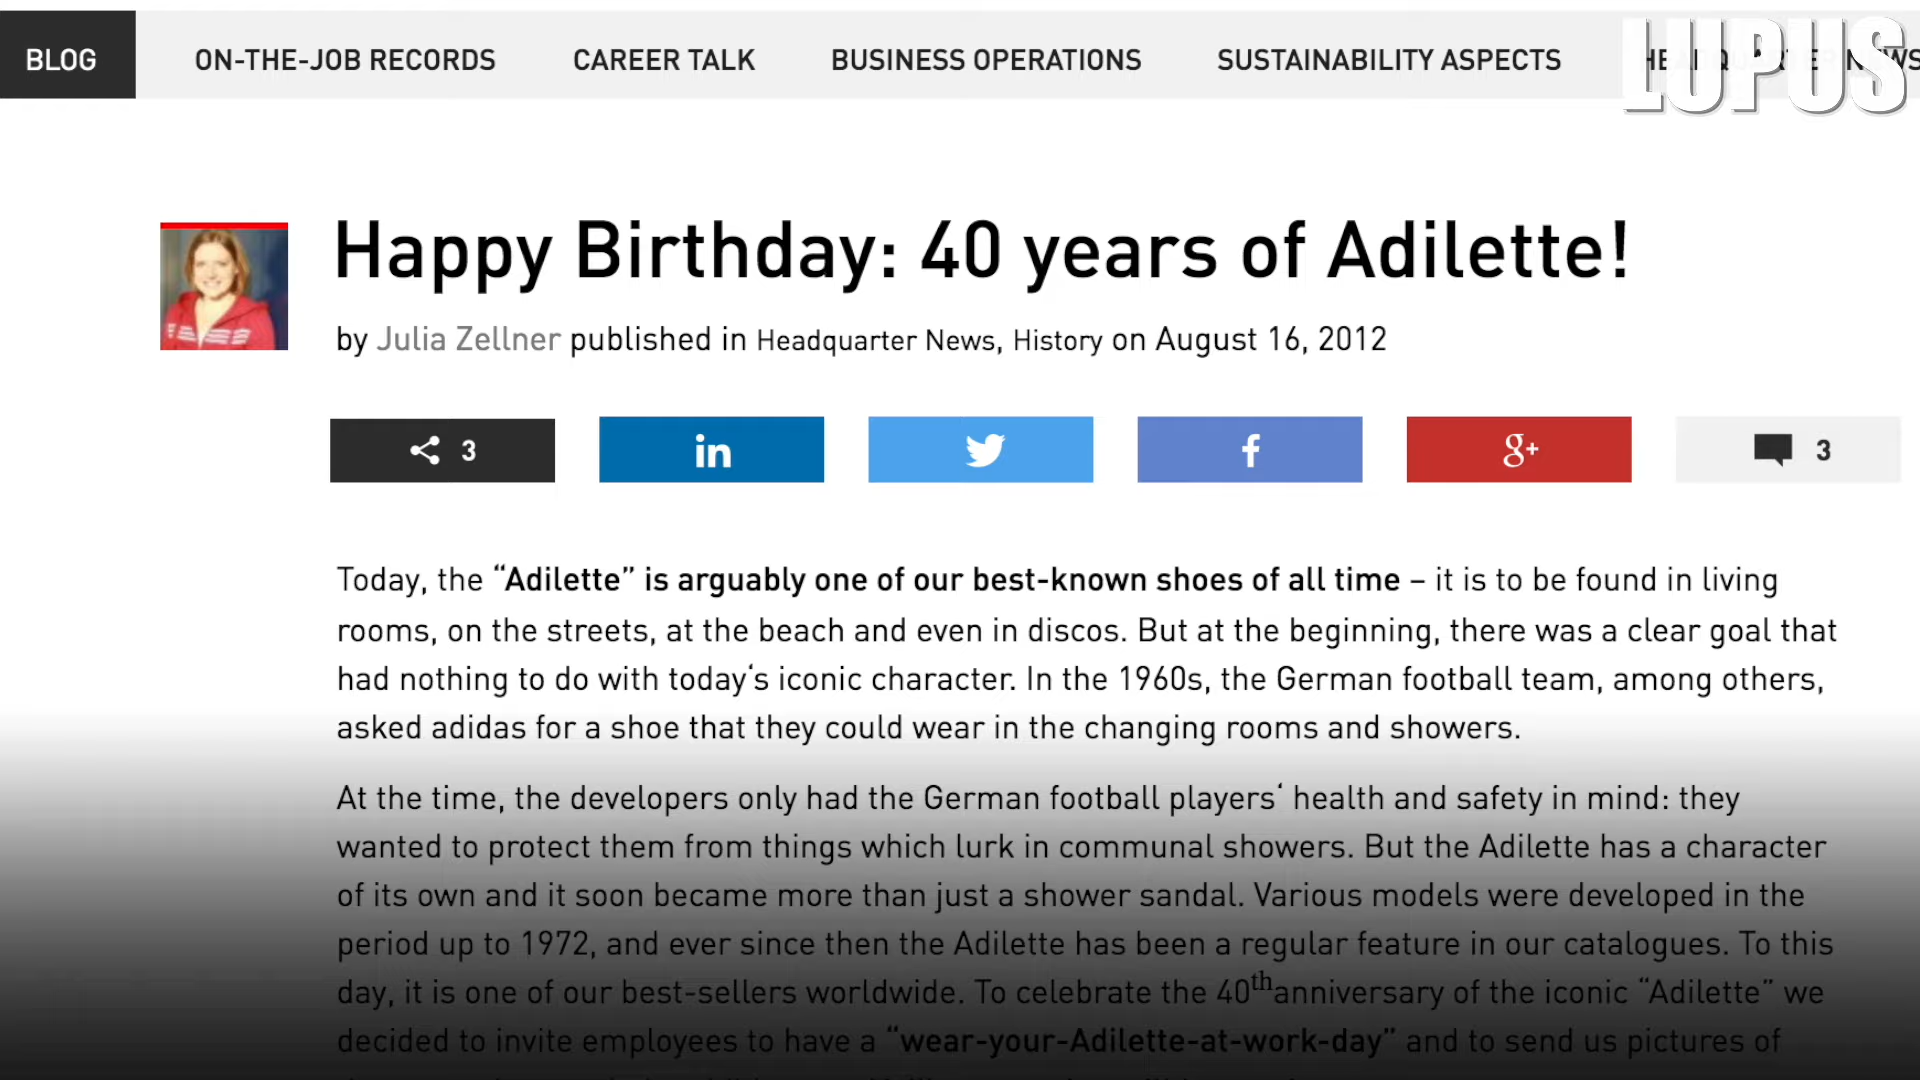 BLOG ON-THE-JOB RECORDS CAREER TALK BUSINESS OPERATIONS SUSTAINABILITY ASPECTS HEADQUARTER NEWS
LUPUS
Happy Birthday: 40 years of Adilette!
by Julia Zellner published in Headquarter News, History on August 16, 2012
3 in f g+ 3
Today, the “Adilette” is arguably one of our best-known shoes of all time – it is to be found in living
rooms, on the streets, at the beach and even in discos. But at the beginning, there was a clear goal that
had nothing to do with today‘s iconic character. In the 1960s, the German football team, among others,
asked adidas for a shoe that they could wear in the changing rooms and showers.
At the time, the developers only had the German football players‘ health and safety in mind: they
wanted to protect them from things which lurk in communal showers. But the Adilette has a character
of its own and it soon became more than just a shower sandal. Various models were developed in the
period up to 1972, and ever since then the Adilette has been a regular feature in our catalogues. To this
day, it is one of our best-sellers worldwide. To celebrate the 40th anniversary of the iconic “Adilette” we
decided to invite employees to have a “wear-your-Adilette-at-work-day” and to send us pictures of